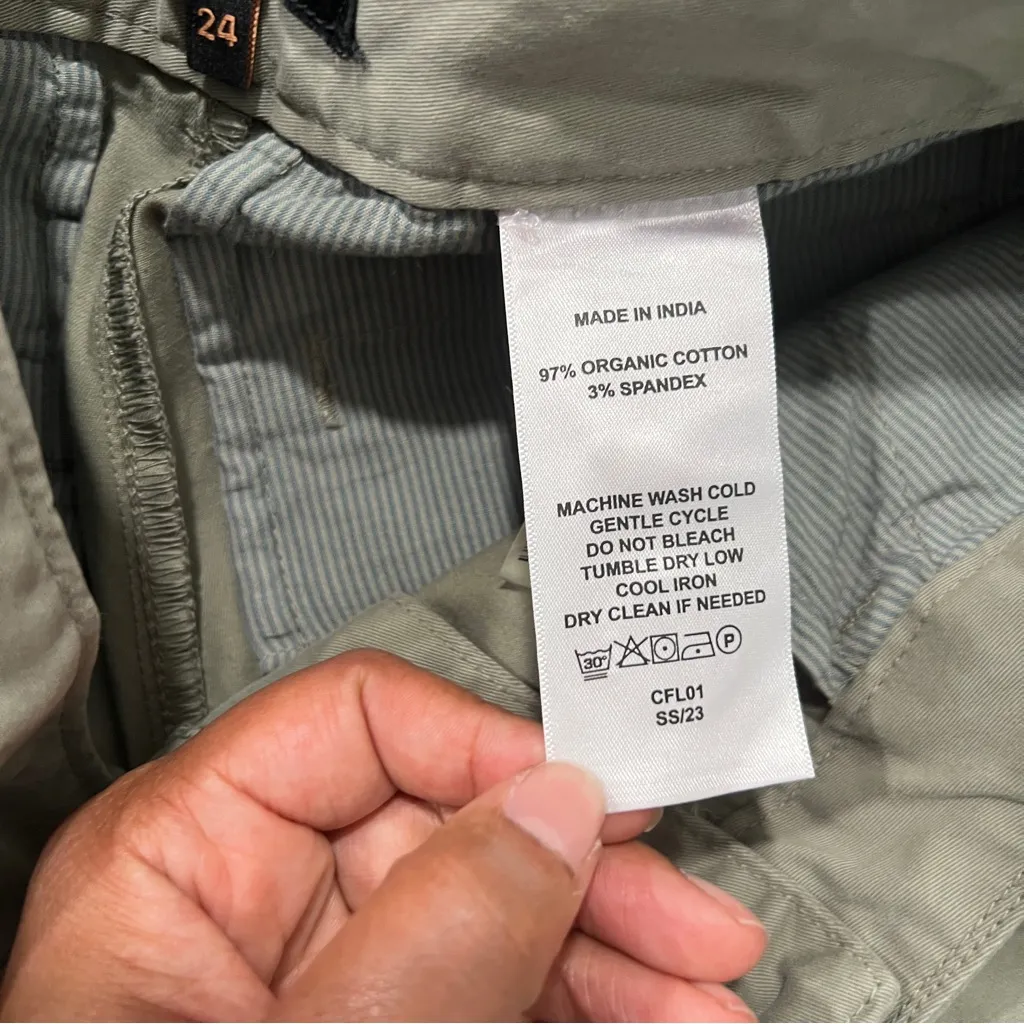 24
MADE IN INDIA
97% ORGANIC COTTON
3% SPANDEX
MACHINE WASH COLD
GENTLE CYCLE
DO NOT BLEACH
TUMBLE DRY LOW
COOL IRON
DRY CLEAN IF NEEDED
30° P
CFL01
SS/23